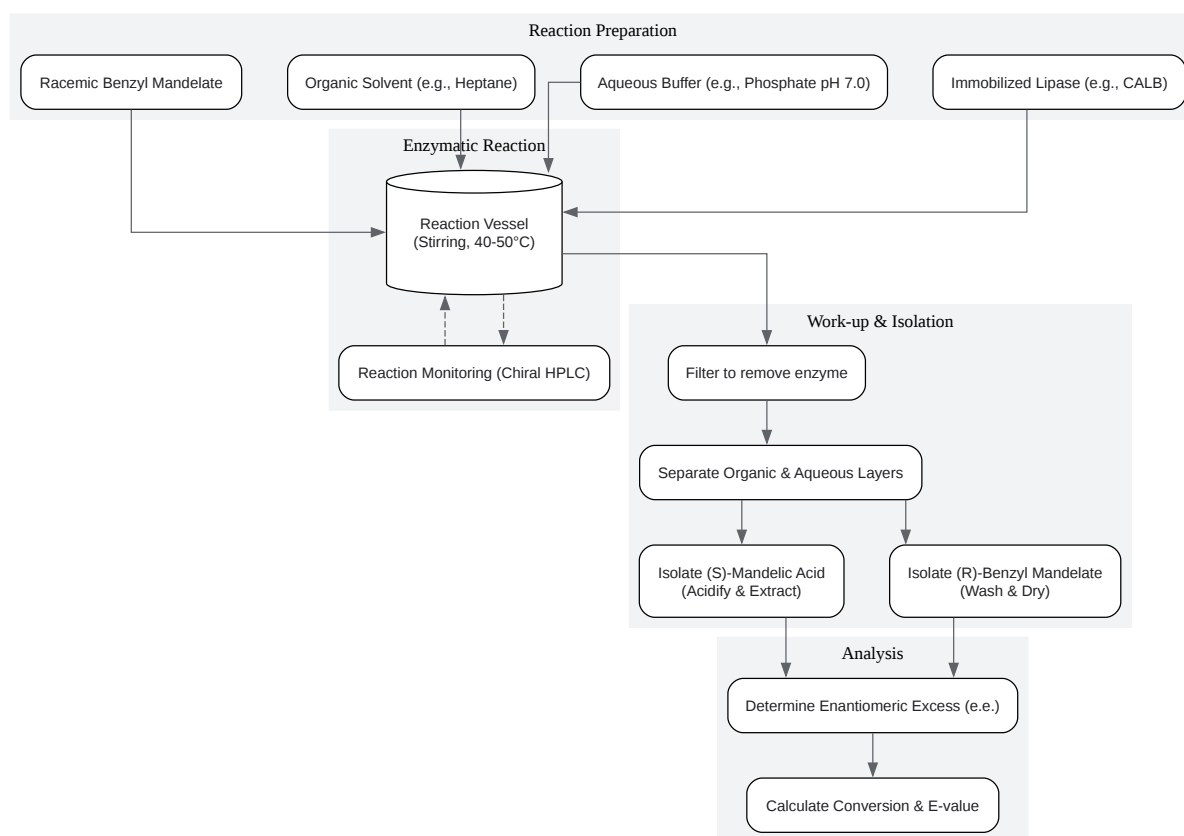 Reaction Preparation
Racemic Benzyl Mandelate
Organic Solvent (e.g., Heptane)
Aqueous Buffer (e.g., Phosphate pH 7.0)
Immobilized Lipase (e.g., CALB)
Enzymatic Reaction
Reaction Vessel
(Stirring, 40-50°C)
Reaction Monitoring (Chiral HPLC)
Work-up & Isolation
Filter to remove enzyme
Separate Organic & Aqueous Layers
Isolate (S)-Mandelic Acid
(Acidify & Extract)
Isolate (R)-Benzyl Mandelate
(Wash & Dry)
Analysis
Determine Enantiomeric Excess (e.e.)
Calculate Conversion & E-value